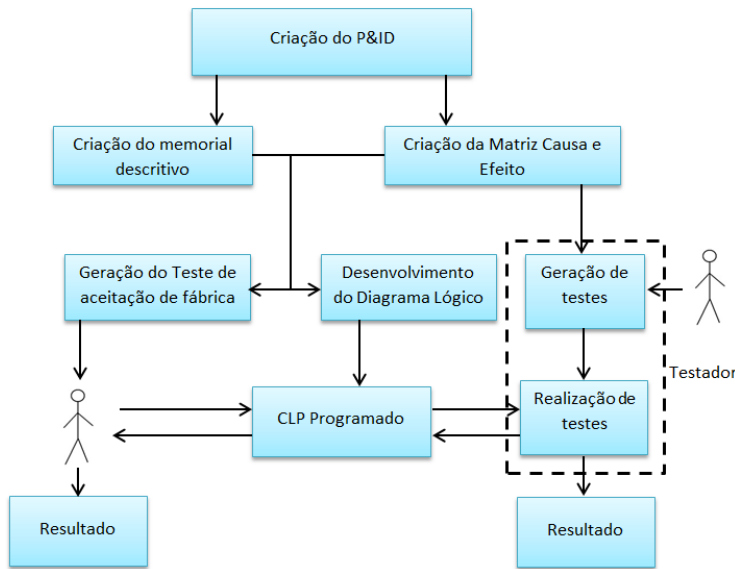 Criação do P&ID
Criação do memorial
descritivo
Criação da Matriz Causa e
Efeito
Geração do Teste de
aceitação de fábrica
Desenvolvimento
do Diagrama Lógico
Geração de
testes
Testador
CLP Programado
Realização de
testes
Resultado
Resultado